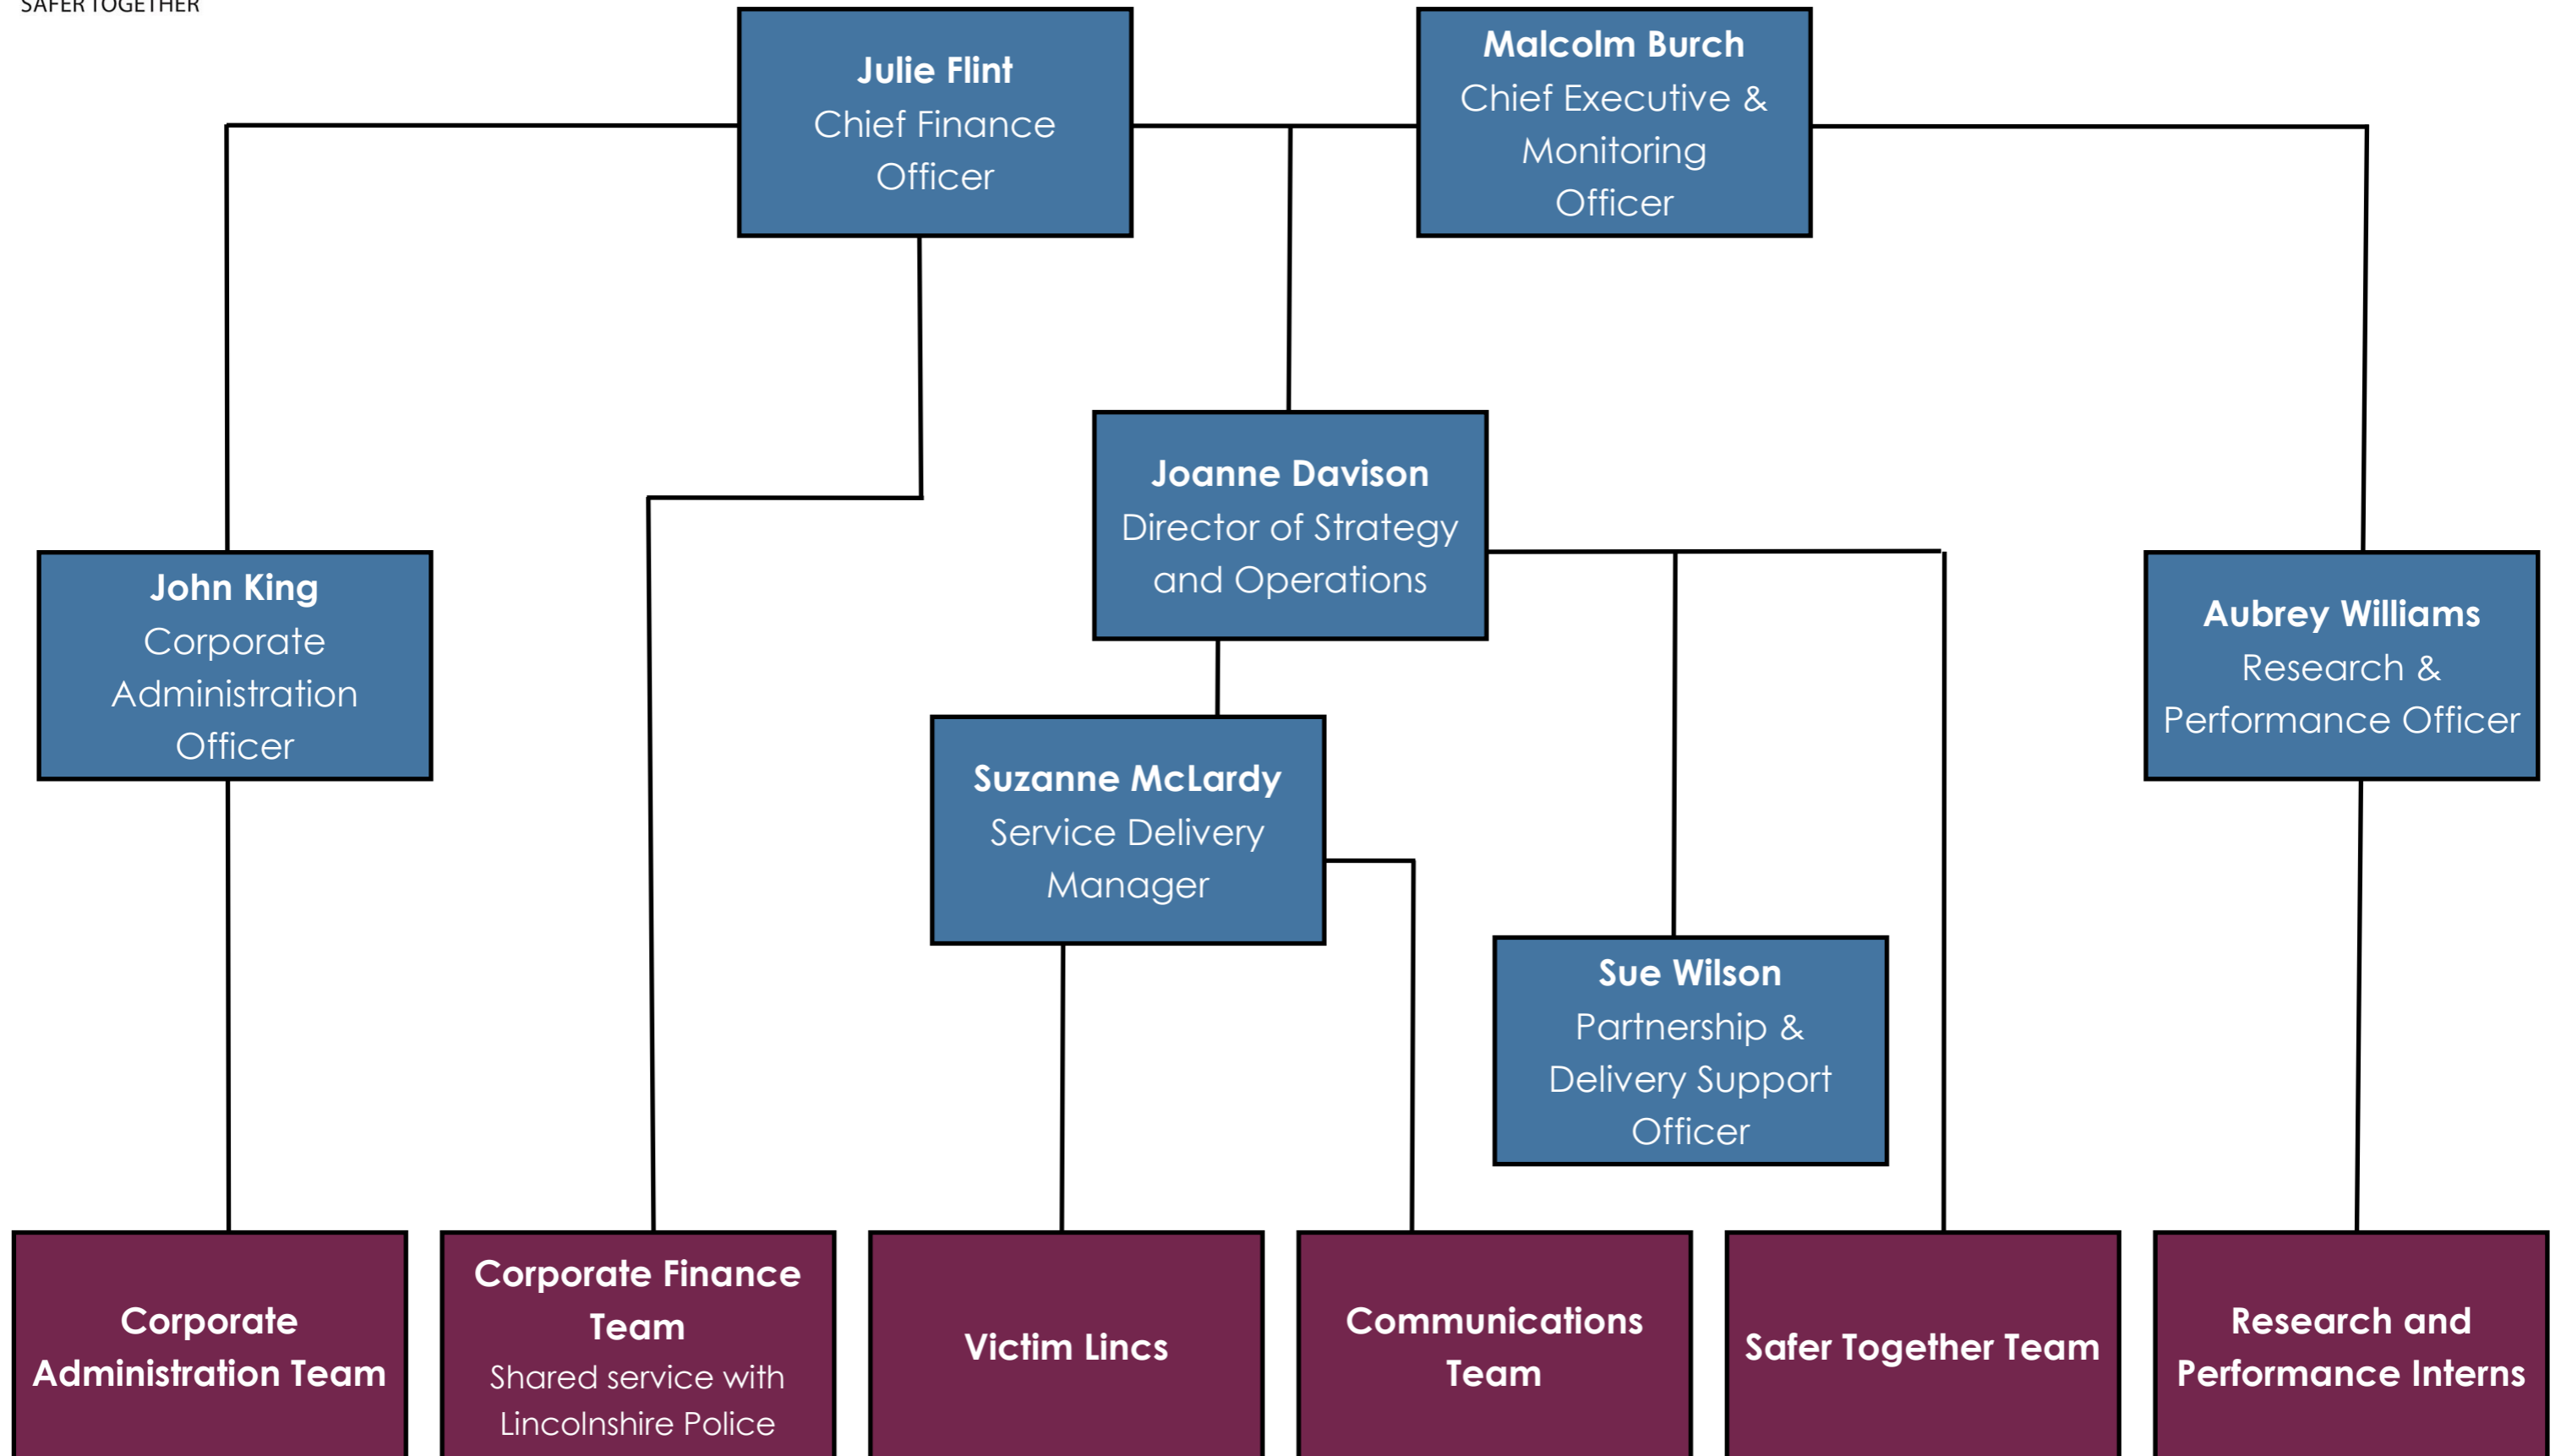 SAFER TOGETHER
Julie Flint
Chief Finance
Officer
Malcolm Burch
Chief Executive &
Monitoring
Officer
Joanne Davison
Director of Strategy
and Operations
John King
Corporate
Administration
Officer
Aubrey Williams
Research &
Performance Officer
Suzanne McLardy
Service Delivery
Manager
Sue Wilson
Partnership &
Delivery Support
Officer
Corporate
Administration Team
Corporate Finance
Team
Shared service with
Lincolnshire Police
Victim Lincs
Communications
Team
Safer Together Team
Research and
Performance Interns